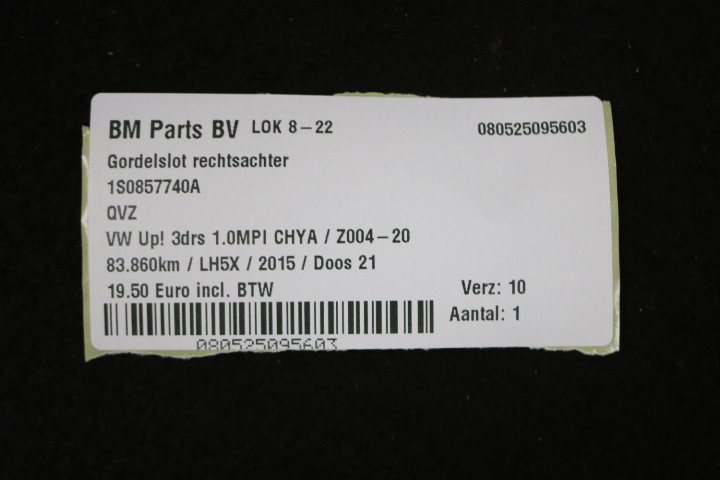 BM Parts BV LOK 8-22 080525095603
Gordelslot rechtsachter
1S0857740A
QVZ
VW Up! 3drs 1.0MPI CHYA / Z004-20
83.860km / LH5X / 2015 / Doos 21
19.50 Euro incl. BTW Verz: 10
Aantal: 1
080525095603